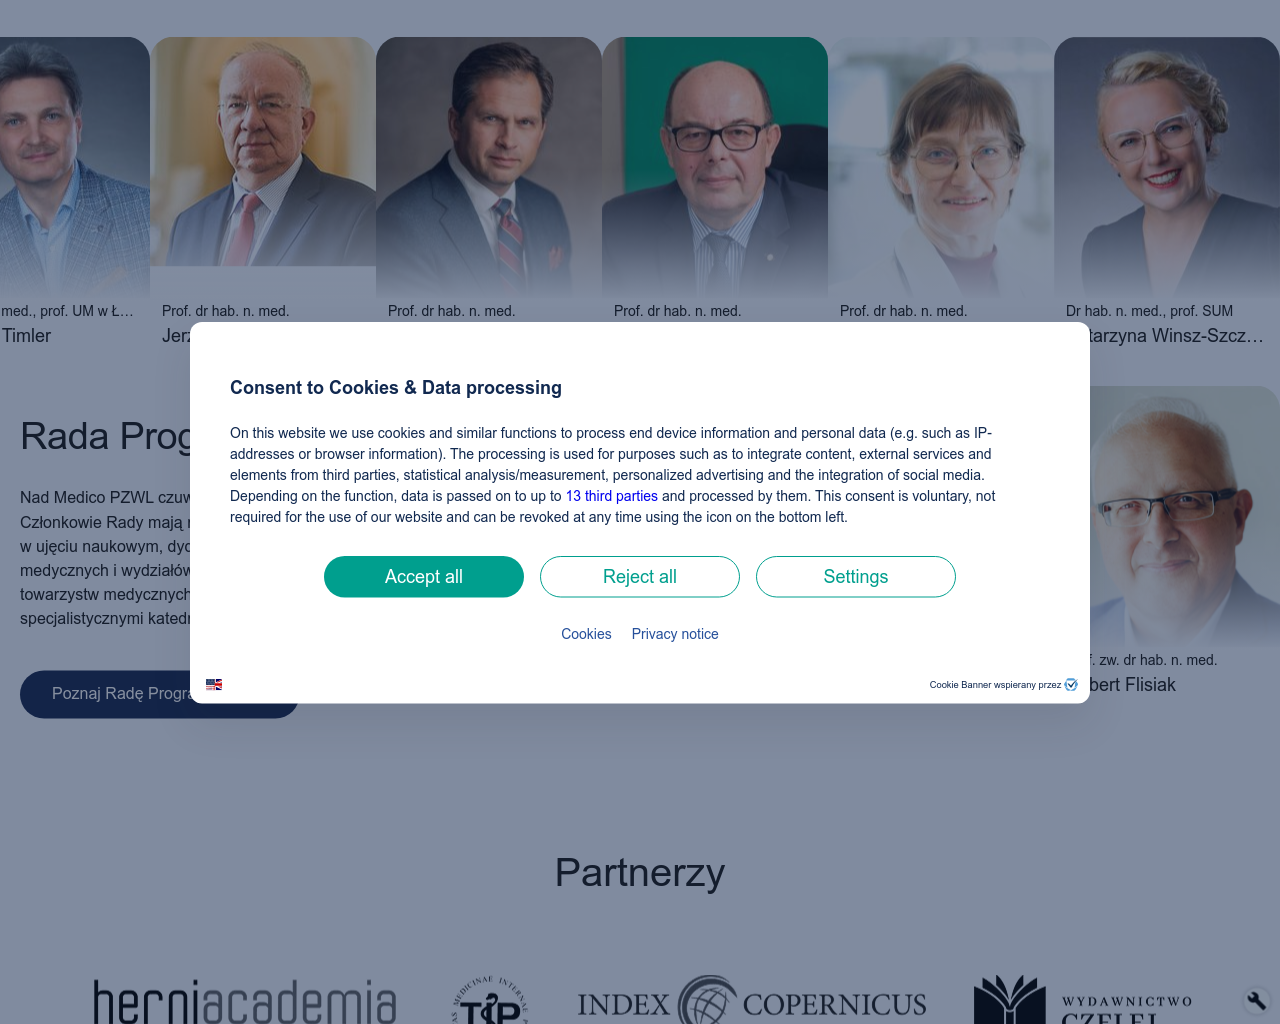 med., prof. UM w Ł…
Timler
Prof. dr hab. n. med.
Jerz
Prof. dr hab. n. med.
Prof. dr hab. n. med.
Prof. dr hab. n. med.
Dr hab. n. med., prof. SUM
tarzyna Winsz-Szcz…
Consent to Cookies & Data processing
On this website we use cookies and similar functions to process end device information and personal data (e.g. such as IP-
addresses or browser information). The processing is used for purposes such as to integrate content, external services and
elements from third parties, statistical analysis/measurement, personalized advertising and the integration of social media.
Depending on the function, data is passed on to up to 13 third parties and processed by them. This consent is voluntary, not
required for the use of our website and can be revoked at any time using the icon on the bottom left.
Accept all
Reject all
Settings
Cookies
Privacy notice
Cookie Banner wspierany przez
Rada Prog
Nad Medico PZWL czuw
Członkowie Rady mają
w ujęciu naukowym, dyd
medycznych i wydziałów
towarzystw medycznych
specjalistycznymi kated
Poznaj Radę Progra
f. zw. dr hab. n. med.
bert Flisiak
Partnerzy
herniacademia
MEDICINAE INTERNAE
TIP
INDEX COPERNICUS
WYDAWNICTWO
CZELEJ